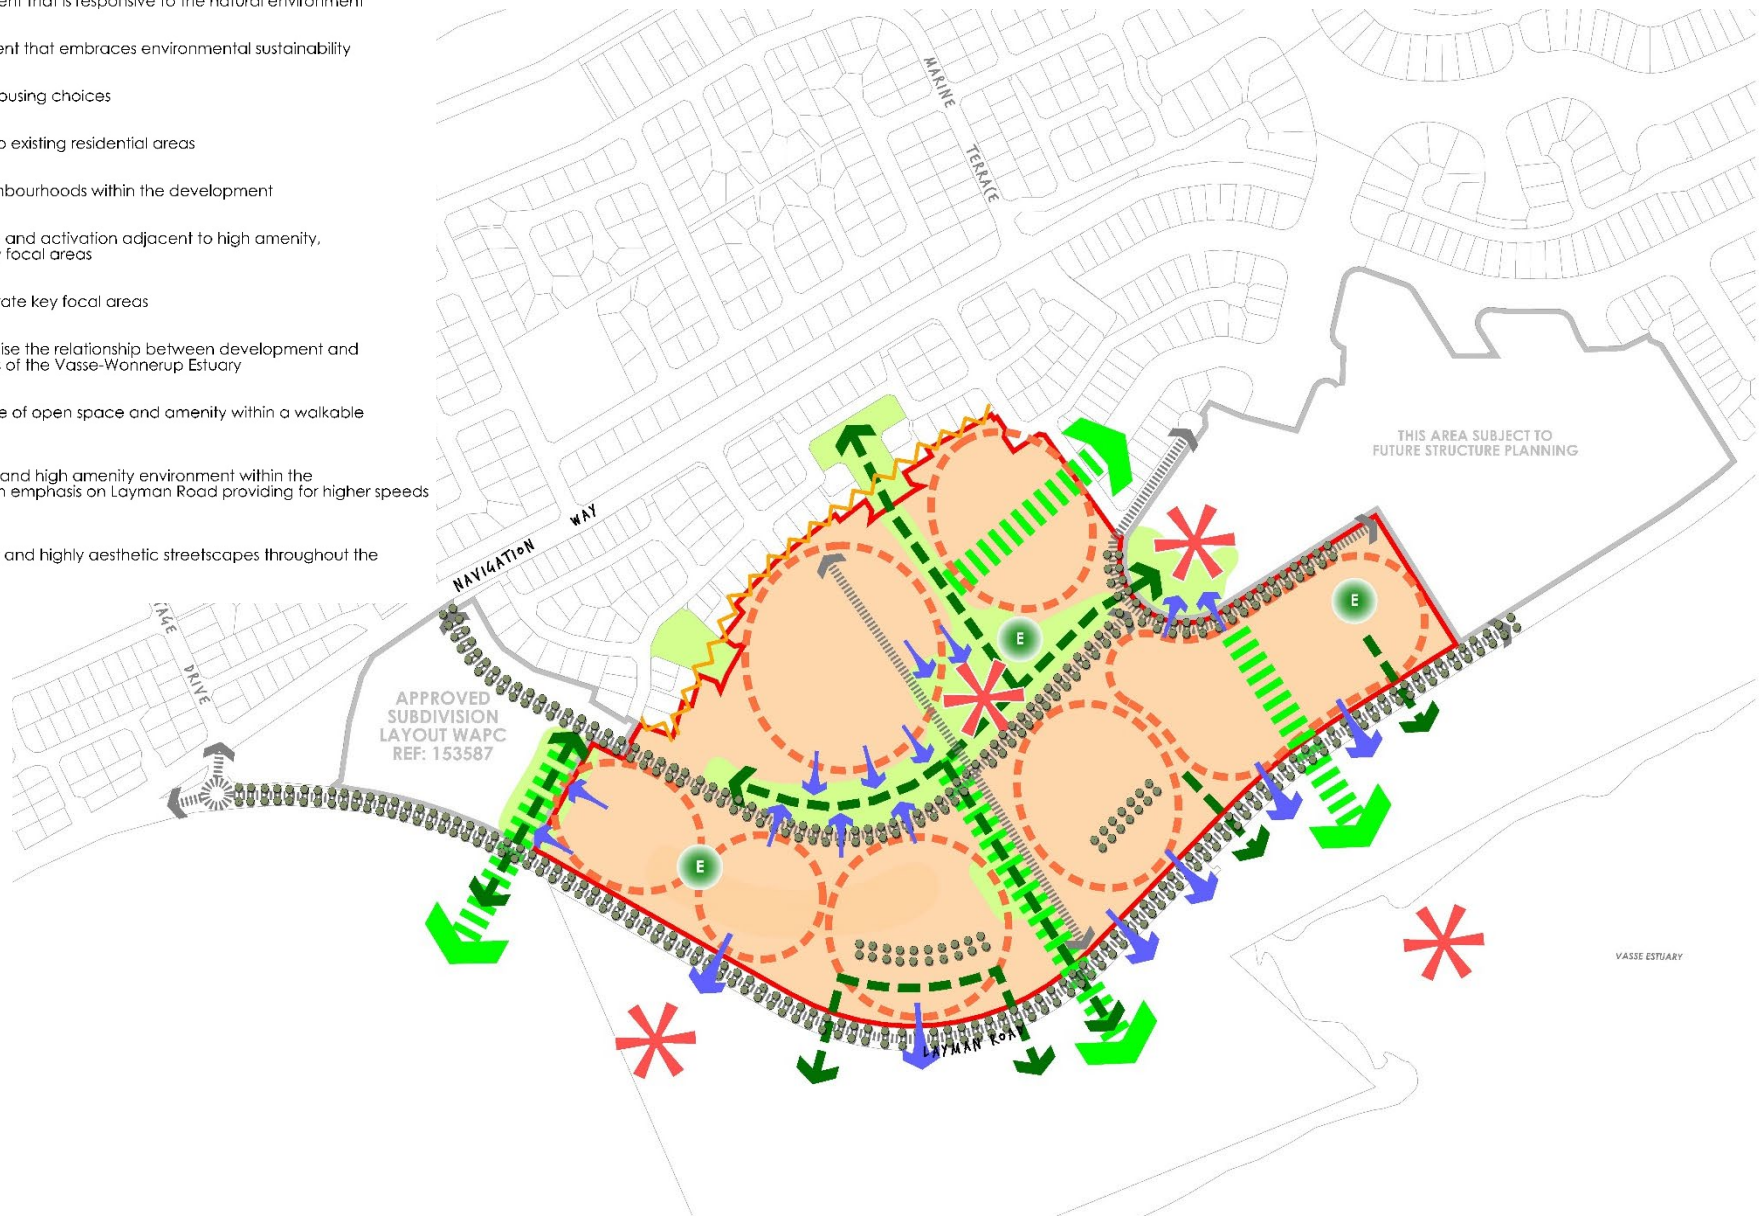 that is responsive to the natural environment
ent that embraces environmental sustainability
ousing choices
o existing residential areas
nbourhoods within the development
and activation adjacent to high amenity,
focal areas
ate key focal areas
ise the relationship between development and
of the Vasse-Wonnerup Estuary
e of open space and amenity within a walkable
and high amenity environment within the
n emphasis on Layman Road providing for higher speeds
and highly aesthetic streetscapes throughout the
MARINE
TERRACE
THIS AREA SUBJECT TO
FUTURE STRUCTURE PLANNING
NAVIGATION WAY
TAGE
DRIVE
APPROVED
SUBDIVISION
LAYOUT WAPC
REF: 153587
E
E
E
VASSE ESTUARY
LAYMAN ROAD